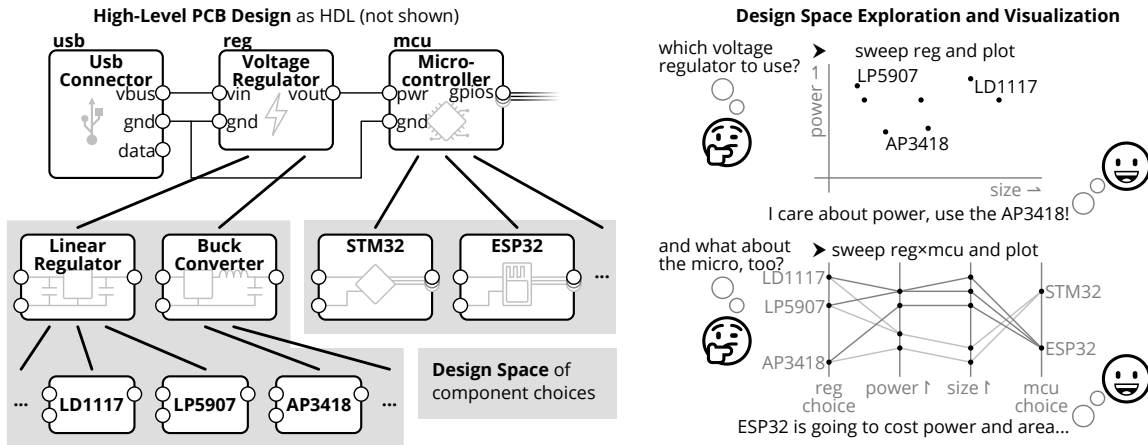 High-Level PCB Design as HDL (not shown)
usb
reg
mcu
Usb
Connector
vbus
gnd
data
Voltage
Regulator
vin
vout
gnd
Micro-
controller
pwr
gpios
gnd
Linear
Regulator
Buck
Converter
STM32
ESP32
...
...
LD1117
LP5907
AP3418
...
Design Space of
component choices
Design Space Exploration and Visualization
which voltage
regulator to use?
➤ sweep reg and plot
power ↿
LP5907
LD1117
AP3418
size ⇀
I care about power, use the AP3418!
and what about
the micro, too?
➤ sweep reg×mcu and plot
LD1117
LP5907
AP3418
STM32
ESP32
reg
choice
power ↿
size ↿
mcu
choice
ESP32 is going to cost power and area...